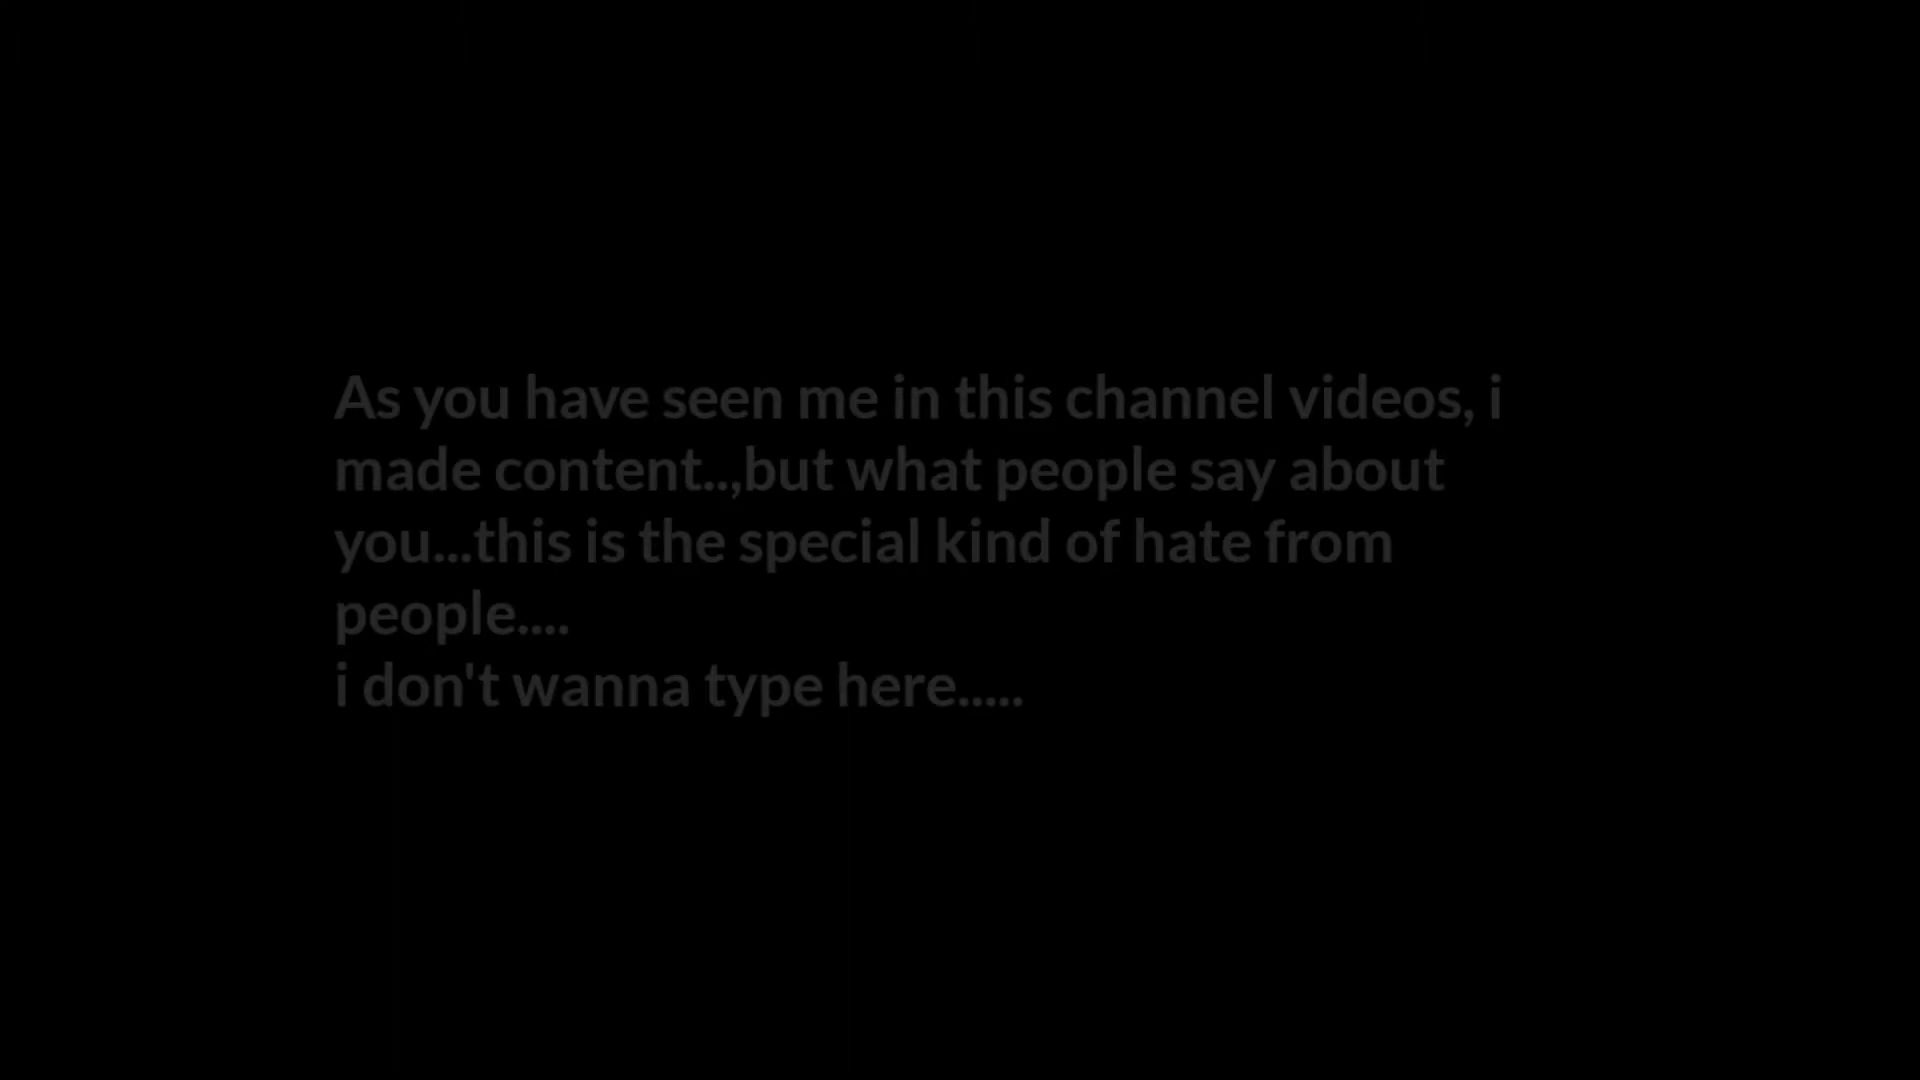 As you have seen me in this channel videos, i
made content..,but what people say about
you...this is the special kind of hate from
people....
i don't wanna type here.....